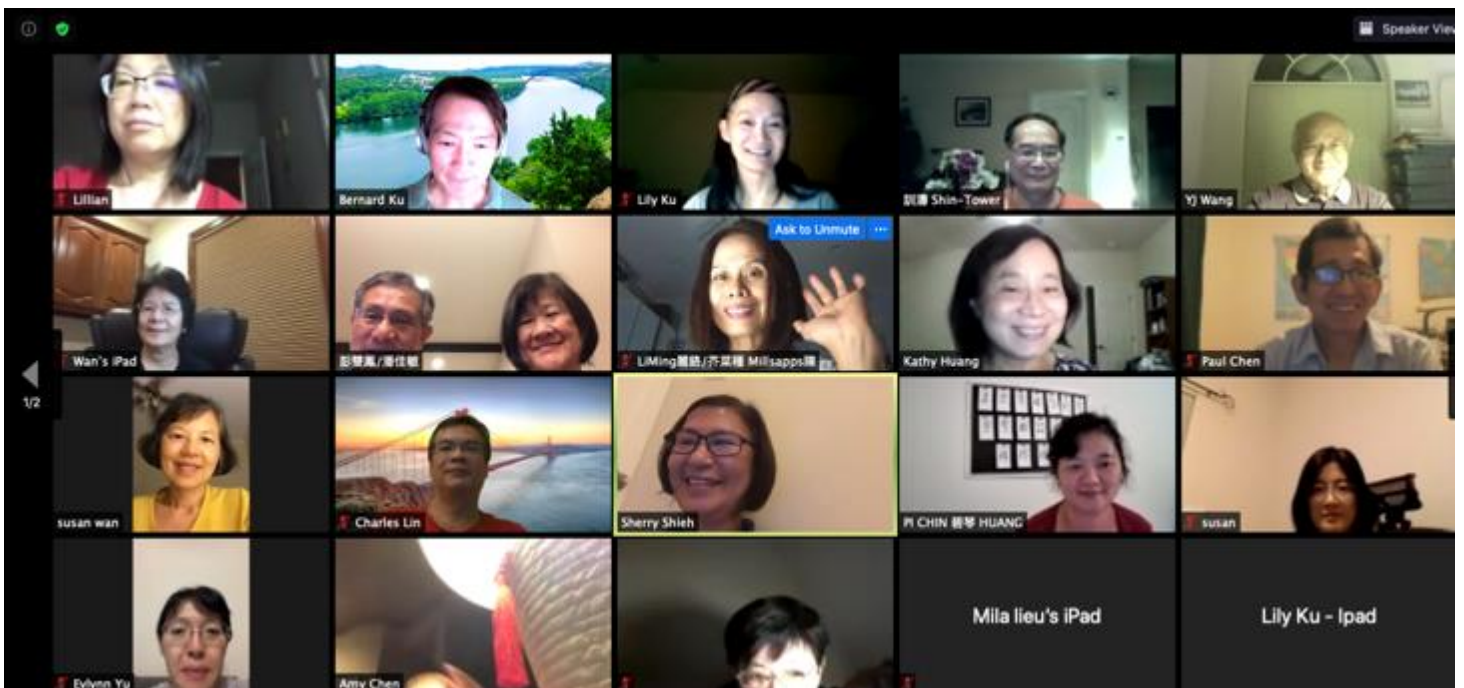 Speaker View
Lillian
Bernard Ku
Lily Ku
Shin-Tower
YJ Wang
Ask to Unmute
Wan's iPad
LiMing Millsapps
Kathy Huang
Paul Chen
susan wan
Charles Lin
Sherry Shieh
PI CHIN HUANG
susan
Eylynn Yu
Amy Chen
Mila lieu's iPad
Lily Ku - Ipad
1/2